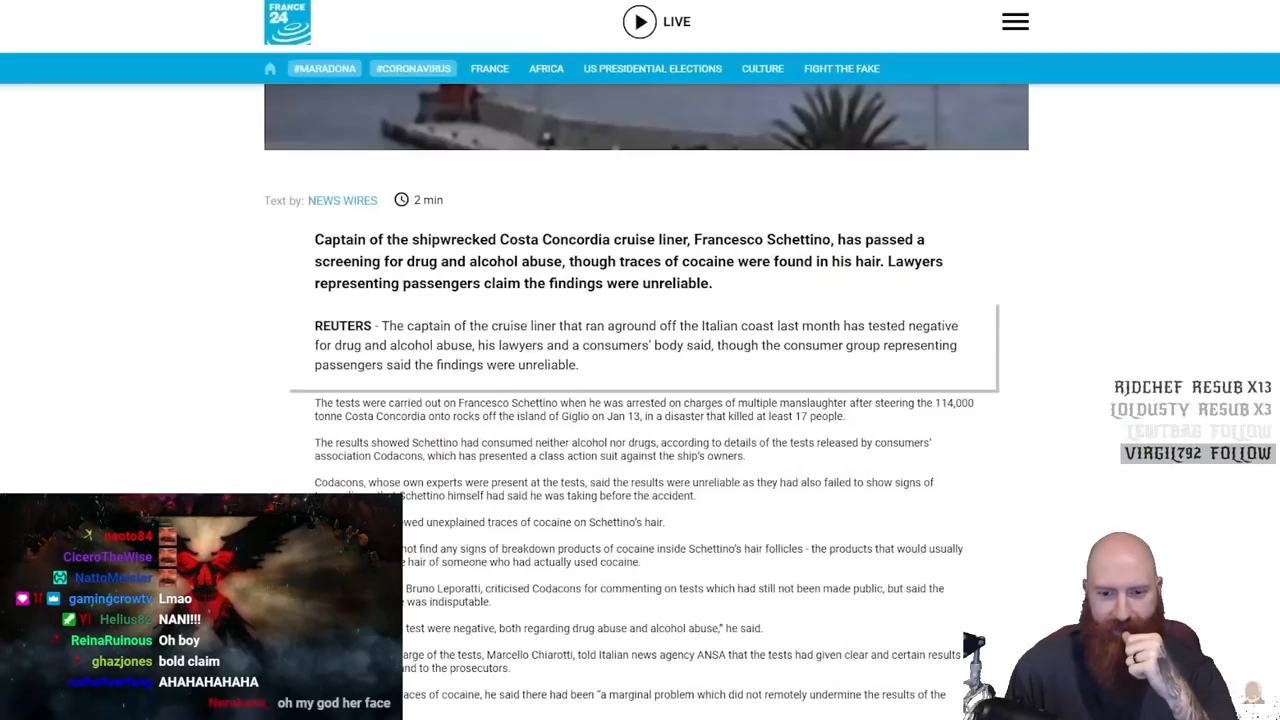 FRANCE
24
LIVE
#MARADONA #CORONAVIRUS FRANCE AFRICA US PRESIDENTIAL ELECTIONS CULTURE FIGHT THE FAKE
Text by: NEWS WIRES 2 min
Captain of the shipwrecked Costa Concordia cruise liner, Francesco Schettino, has passed a
screening for drug and alcohol abuse, though traces of cocaine were found in his hair. Lawyers
representing passengers claim the findings were unreliable.
REUTERS - The captain of the cruise liner that ran aground off the Italian coast last month has tested negative
for drug and alcohol abuse, his lawyers and a consumers' body said, though the consumer group representing
passengers said the findings were unreliable.
The tests were carried out on Francesco Schettino when he was arrested on charges of multiple manslaughter after steering the 114,000
tonne Costa Concordia onto rocks off the island of Giglio on Jan 13, in a disaster that killed at least 17 people.
The results showed Schettino had consumed neither alcohol nor drugs, according to details of the tests released by consumers'
association Codacons, which has presented a class action suit against the ship's owners.
Codacons, whose own experts were present at the tests, said the results were unreliable as they had also failed to show signs of
Schettino himself had said he was taking before the accident.
owed unexplained traces of cocaine on Schettino's hair.
not find any signs of breakdown products of cocaine inside Schettino's hair follicles - the products that would usually
hair of someone who had actually used cocaine.
Bruno Leporatti, criticised Codacons for commenting on tests which had still not been made public, but said the
was indisputable.
test were negative, both regarding drug abuse and alcohol abuse," he said.
arge of the tests, Marcello Chiarotti, told Italian news agency ANSA that the tests had given clear and certain results
and to the prosecutors.
aces of cocaine, he said there had been "a marginal problem which did not remotely undermine the results of the
RJDCHEF RESUB X13
LOLDUSTY RESUB X3
LEWTBAG FOLLOW
VIRGIL792 FOLLOW
naoto84
CiceroTheWise
NattoMeister
gamingcrowtv Lmao
Helius82 NANI!!!
ReinaRuinous Oh boy
ghazjones bold claim
AHAHAHAHAHA
oh my god her face